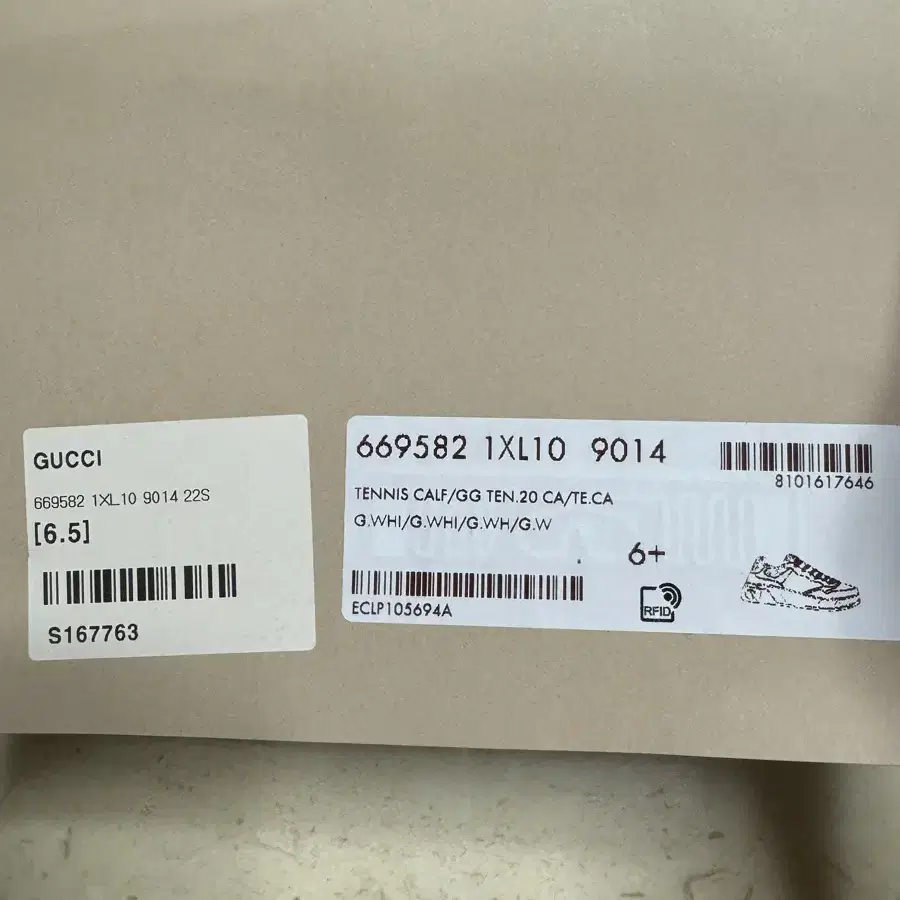 GUCCI
669582 1XL10 9014 22S
[6.5]
S167763
669582 1XL10 9014
8101617646
TENNIS CALF/GG TEN.20 CA/TE.CA
G.WHI/G.WHI/G.WH/G.W
6+
ECLP105694A
RFID